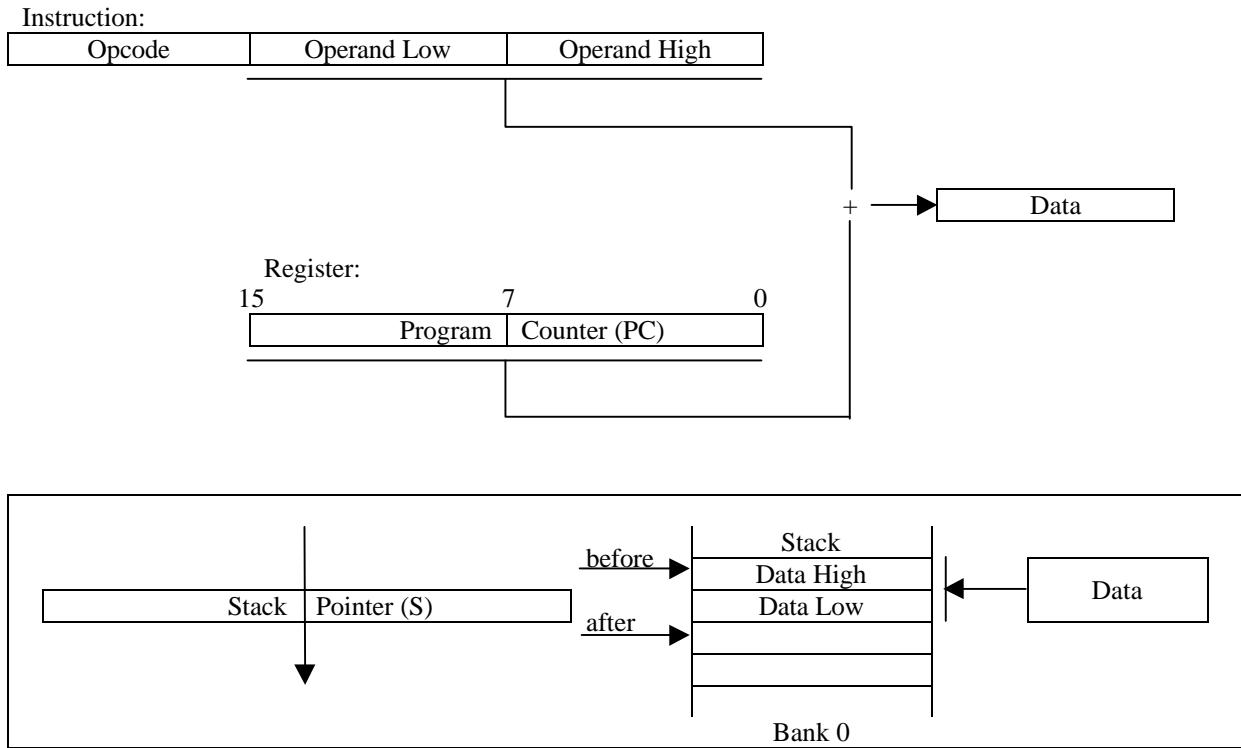 Instruction:
Opcode Operand Low Operand High
+ Data
Register:
15 7 0
Program Counter (PC)
Stack
before Data High Data
Stack Pointer (S) Data Low
after
Bank 0